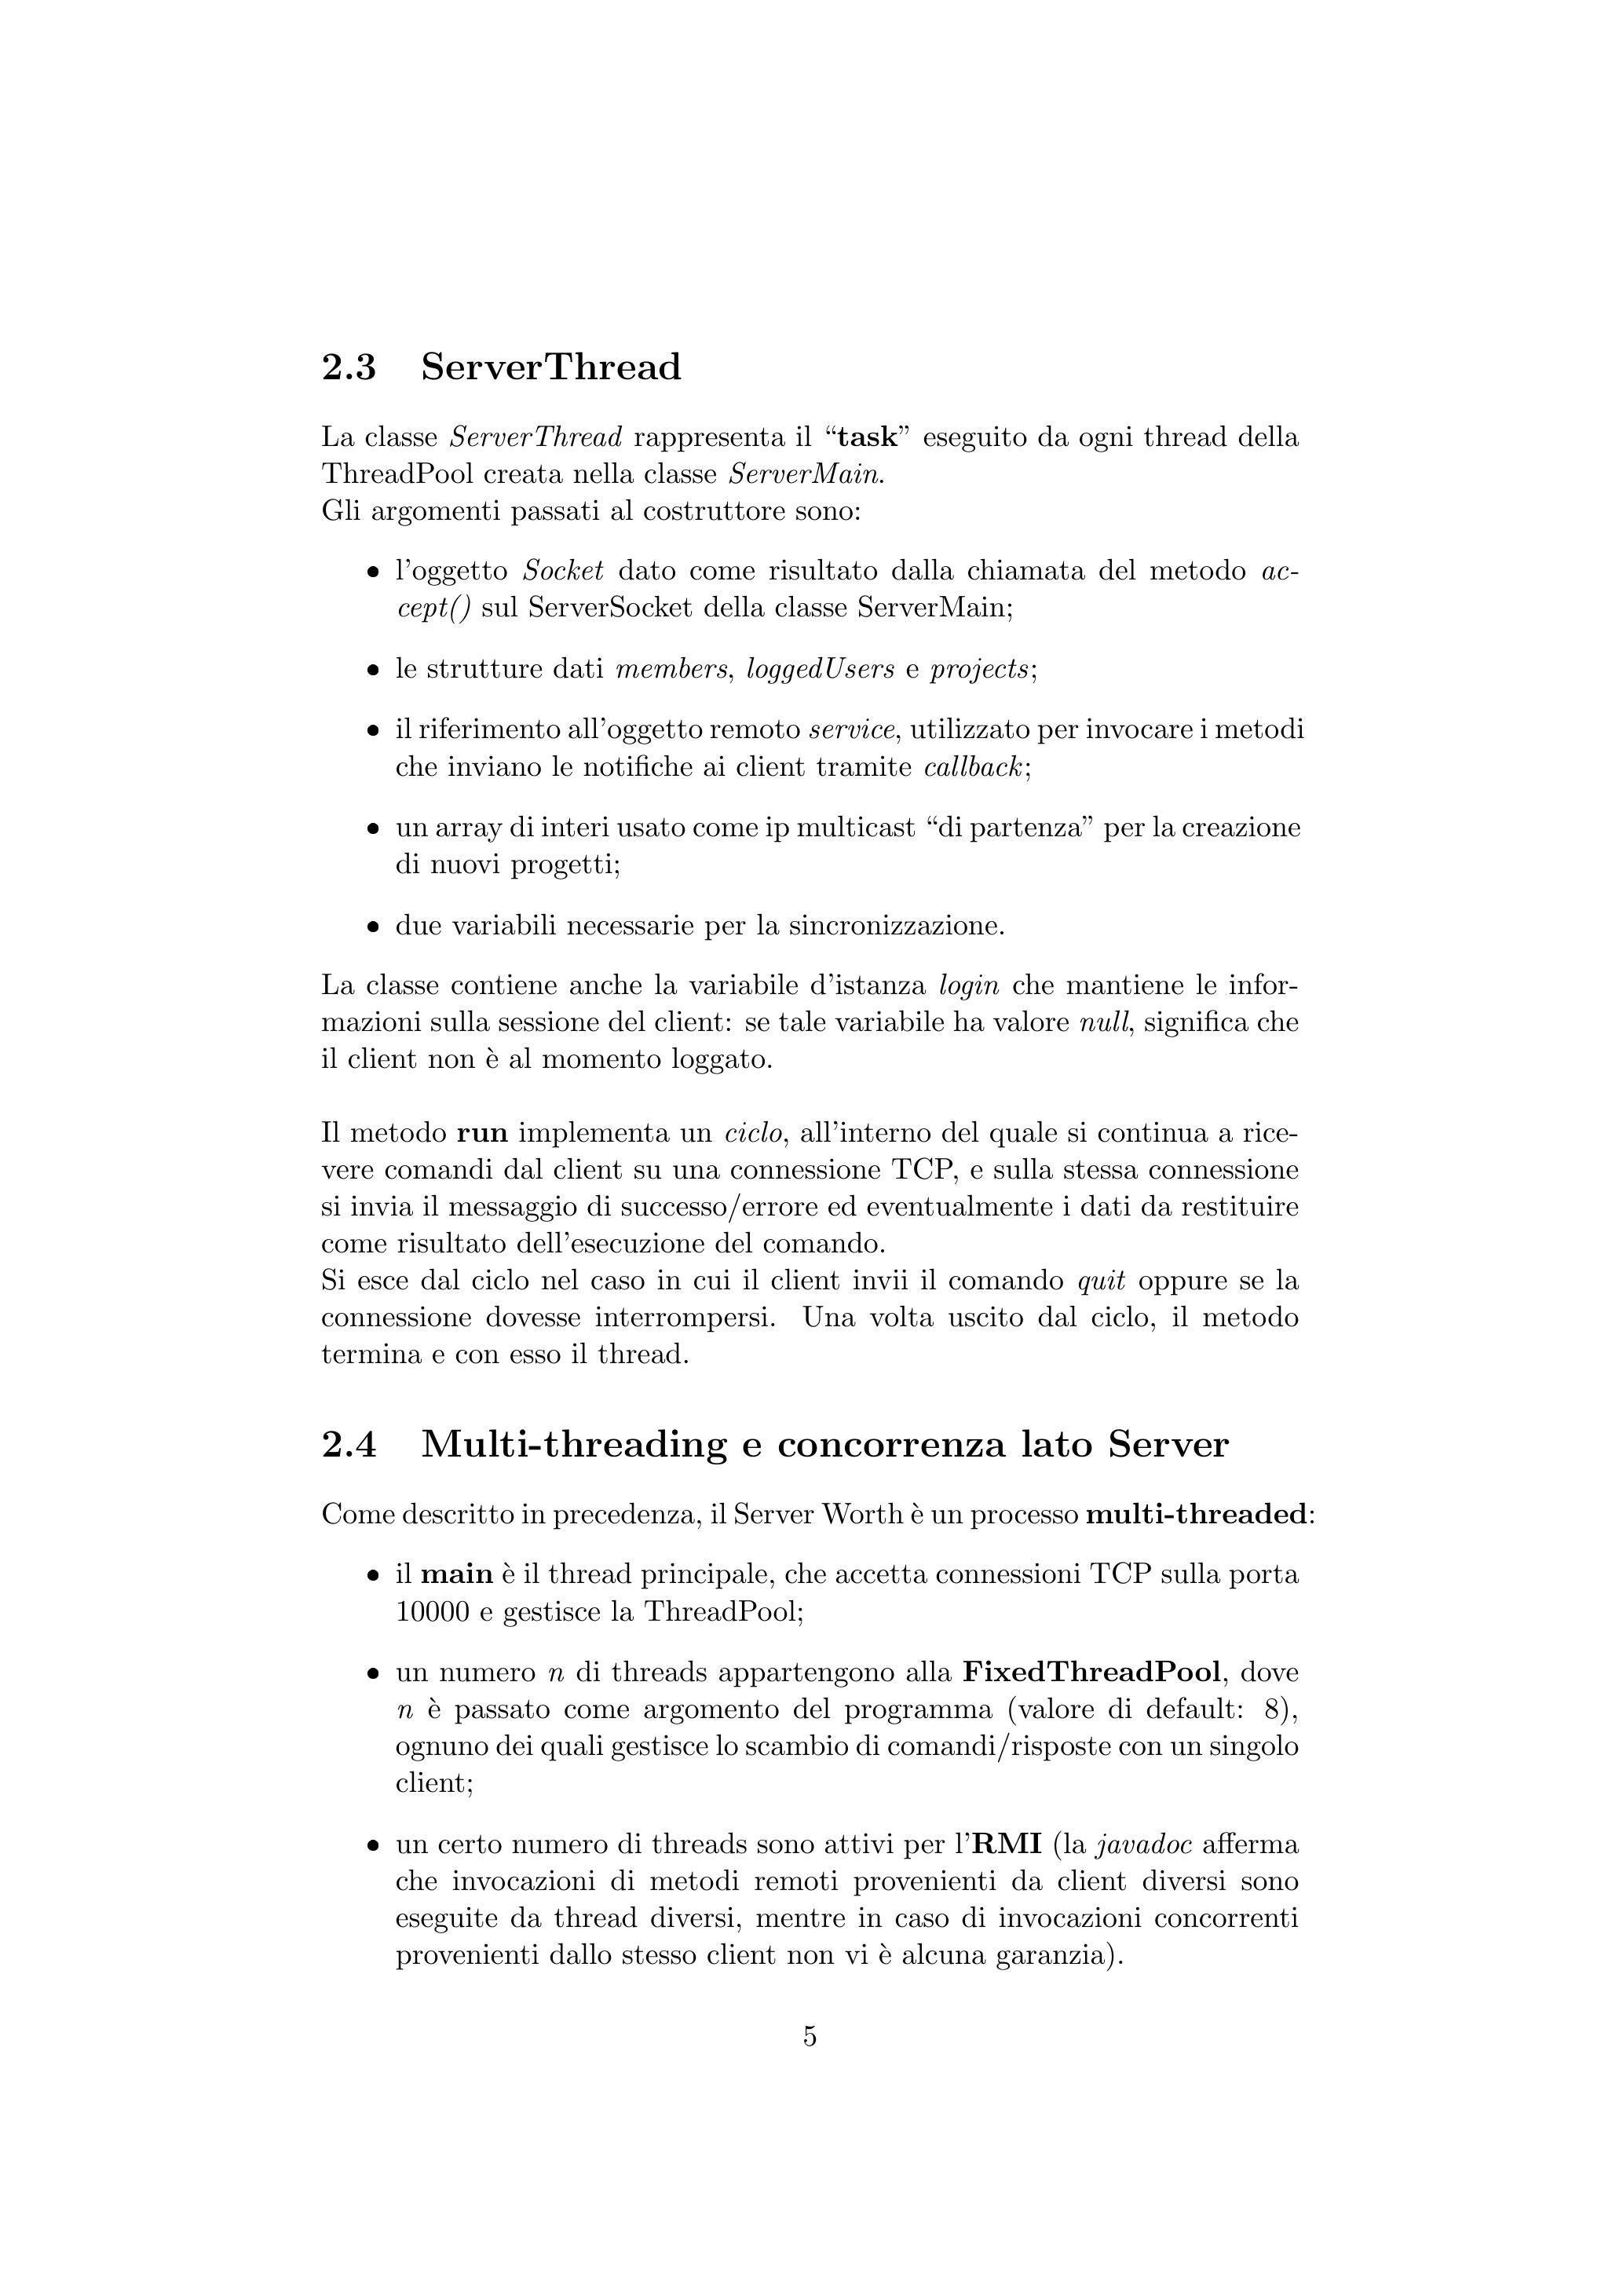 2.3 ServerThread
La classe ServerThread rappresenta il “task” eseguito da ogni thread della
ThreadPool creata nella classe ServerMain.
Gli argomenti passati al costruttore sono:
• l’oggetto Socket dato come risultato dalla chiamata del metodo ac-
cept() sul ServerSocket della classe ServerMain;
• le strutture dati members, loggedUsers e projects;
• il riferimento all’oggetto remoto service, utilizzato per invocare i metodi
che inviano le notifiche ai client tramite callback;
• un array di interi usato come ip multicast “di partenza” per la creazione
di nuovi progetti;
• due variabili necessarie per la sincronizzazione.
La classe contiene anche la variabile d’istanza login che mantiene le infor-
mazioni sulla sessione del client: se tale variabile ha valore null, significa che
il client non è al momento loggato.
Il metodo run implementa un ciclo, all’interno del quale si continua a rice-
vere comandi dal client su una connessione TCP, e sulla stessa connessione
si invia il messaggio di successo/errore ed eventualmente i dati da restituire
come risultato dell’esecuzione del comando.
Si esce dal ciclo nel caso in cui il client invii il comando quit oppure se la
connessione dovesse interrompersi. Una volta uscito dal ciclo, il metodo
termina e con esso il thread.
2.4 Multi-threading e concorrenza lato Server
Come descritto in precedenza, il Server Worth è un processo multi-threaded:
• il main è il thread principale, che accetta connessioni TCP sulla porta
10000 e gestisce la ThreadPool;
• un numero n di threads appartengono alla FixedThreadPool, dove
n è passato come argomento del programma (valore di default: 8),
ognuno dei quali gestisce lo scambio di comandi/risposte con un singolo
client;
• un certo numero di threads sono attivi per l’RMI (la javadoc afferma
che invocazioni di metodi remoti provenienti da client diversi sono
eseguite da thread diversi, mentre in caso di invocazioni concorrenti
provenienti dallo stesso client non vi è alcuna garanzia).
5